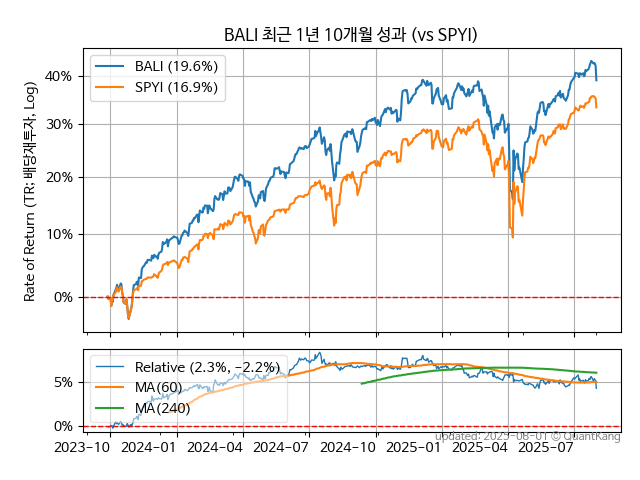 BALI 최근 1년 10개월 성과 (vs SPYI)
BALI (19.6%)
SPYI (16.9%)
Rate of Return (TR: 배당재투자, Log)
40%
30%
20%
10%
0%
Relative (2.3%, −2.2%)
MA(60)
MA(240)
5%
0%
updated: 2025-08-01 © QuantKang
2023-10
2024-01
2024-04
2024-07
2024-10
2025-01
2025-04
2025-07